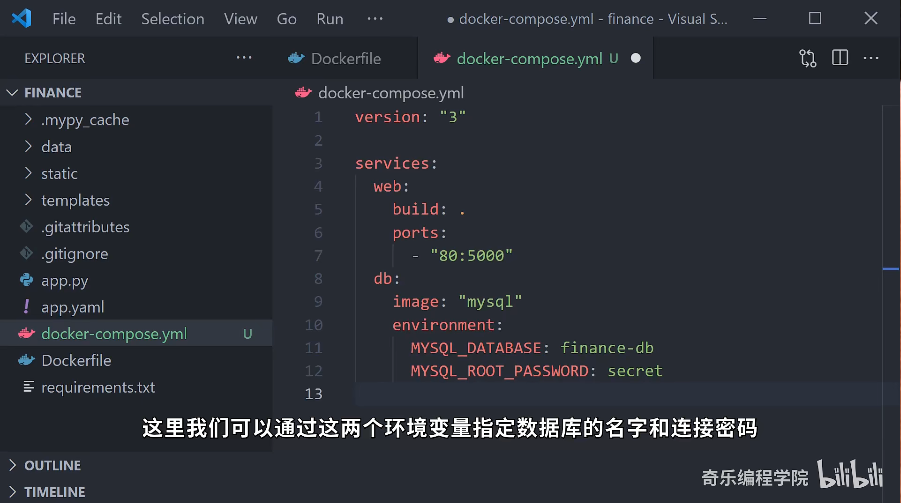 File Edit Selection View Go Run ··· ● docker-compose.yml - finance - Visual S...
EXPLORER ···
Dockerfile
docker-compose.yml U ●
FINANCE
.mypy_cache
data
static
templates
.gitattributes
.gitignore
app.py
app.yaml
docker-compose.yml U
Dockerfile
requirements.txt
OUTLINE
TIMELINE
docker-compose.yml
1 version: "3"
2
3 services:
4 web:
5 build: .
6 ports:
7 - "80:5000"
8 db:
9 image: "mysql"
10 environment:
11 MYSQL_DATABASE: finance-db
12 MYSQL_ROOT_PASSWORD: secret
13
这里我们可以通过这两个环境变量指定数据库的名字和连接密码
奇乐编程学院 bilibili